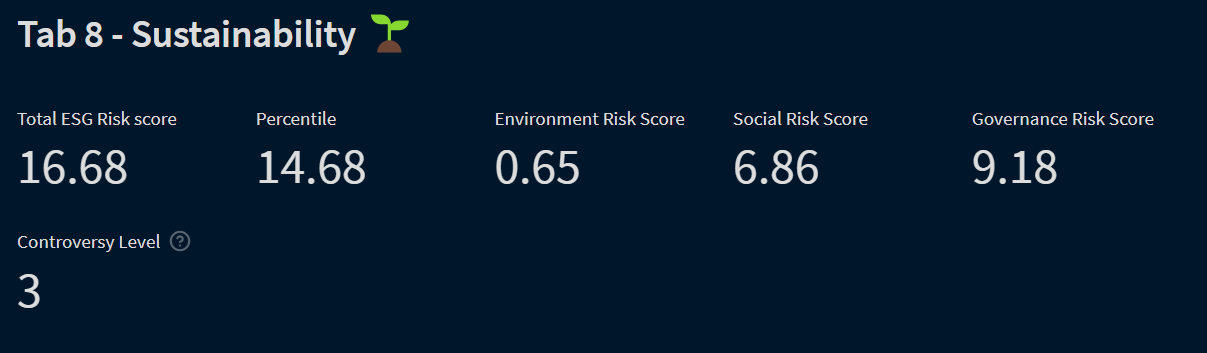 Tab 8 - Sustainability
Total ESG Risk score Percentile Environment Risk Score Social Risk Score Governance Risk Score
16.68 14.68 0.65 6.86 9.18
Controversy Level ?
3